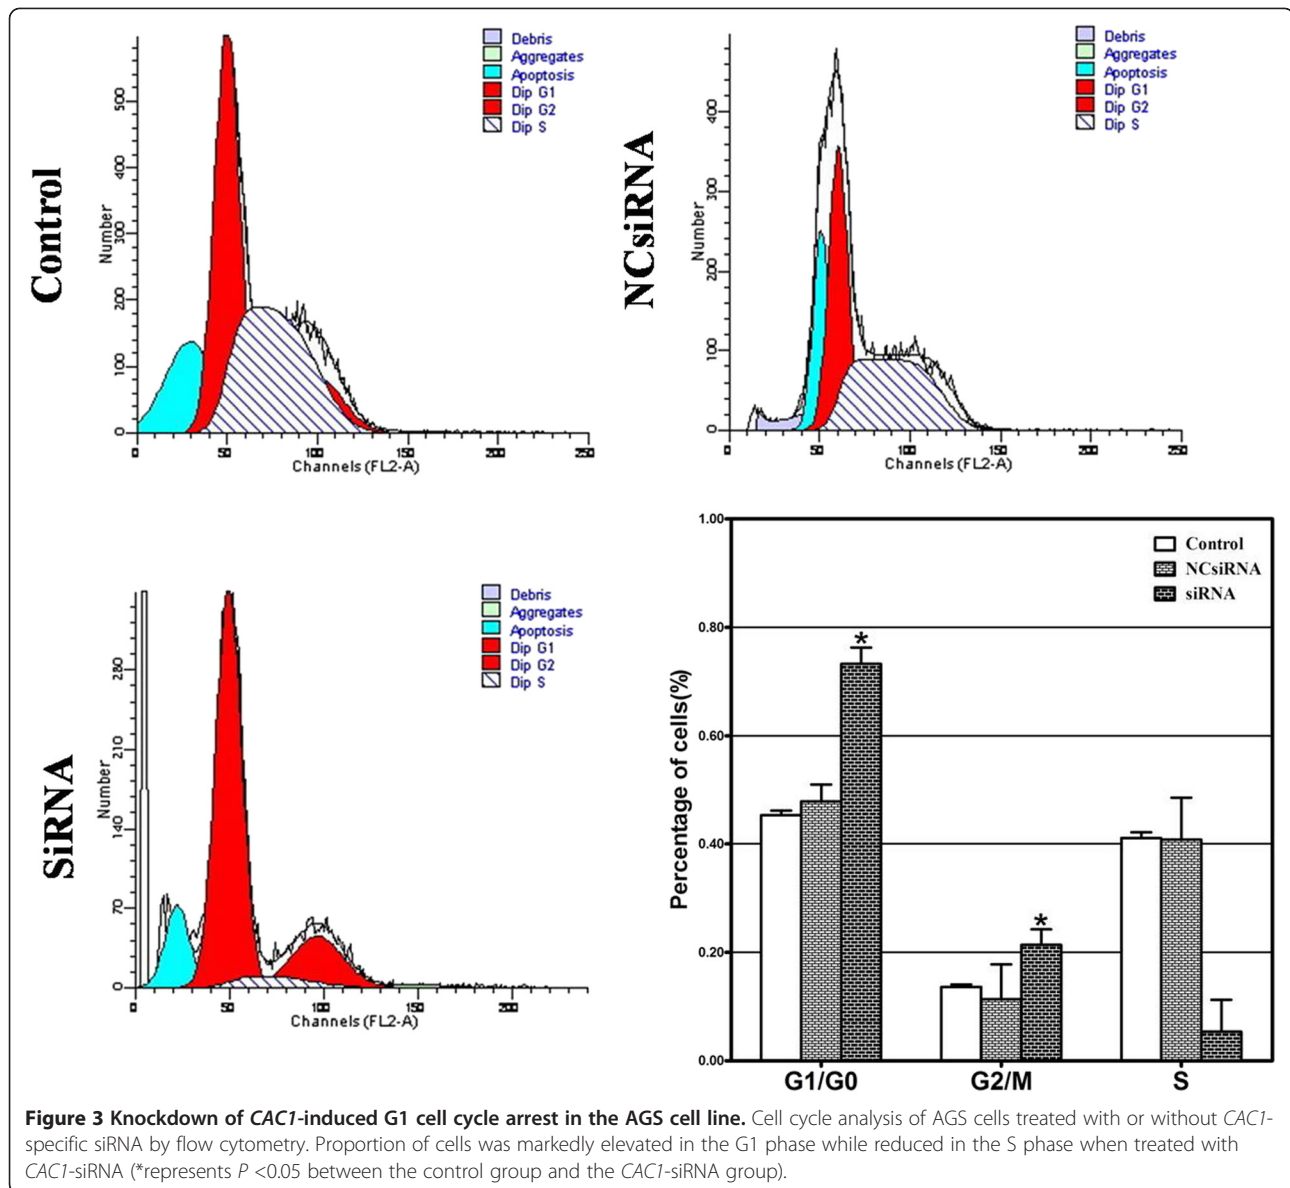 Control
Number
500
400
300
200
100
0
0 50 100 150 200 250
Channels (FL2-A)
Debris
Aggregates
Apoptosis
Dip G1
Dip G2
Dip S
NCsiRNA
Number
400
300
200
100
0
0 50 100 150 200 250
Channels (FL2-A)
Debris
Aggregates
Apoptosis
Dip G1
Dip G2
Dip S
SiRNA
Number
280
210
140
70
0
0 50 100 150 200
Channels (FL2-A)
Debris
Aggregates
Apoptosis
Dip G1
Dip G2
Dip S
Percentage of cells(%)
1.00
0.80
0.60
0.40
0.20
0.00
Control
NCsiRNA
siRNA
*
*
G1/G0 G2/M S
Figure 3 Knockdown of CAC1-induced G1 cell cycle arrest in the AGS cell line. Cell cycle analysis of AGS cells treated with or without CAC1-
specific siRNA by flow cytometry. Proportion of cells was markedly elevated in the G1 phase while reduced in the S phase when treated with
CAC1-siRNA (*represents P <0.05 between the control group and the CAC1-siRNA group).